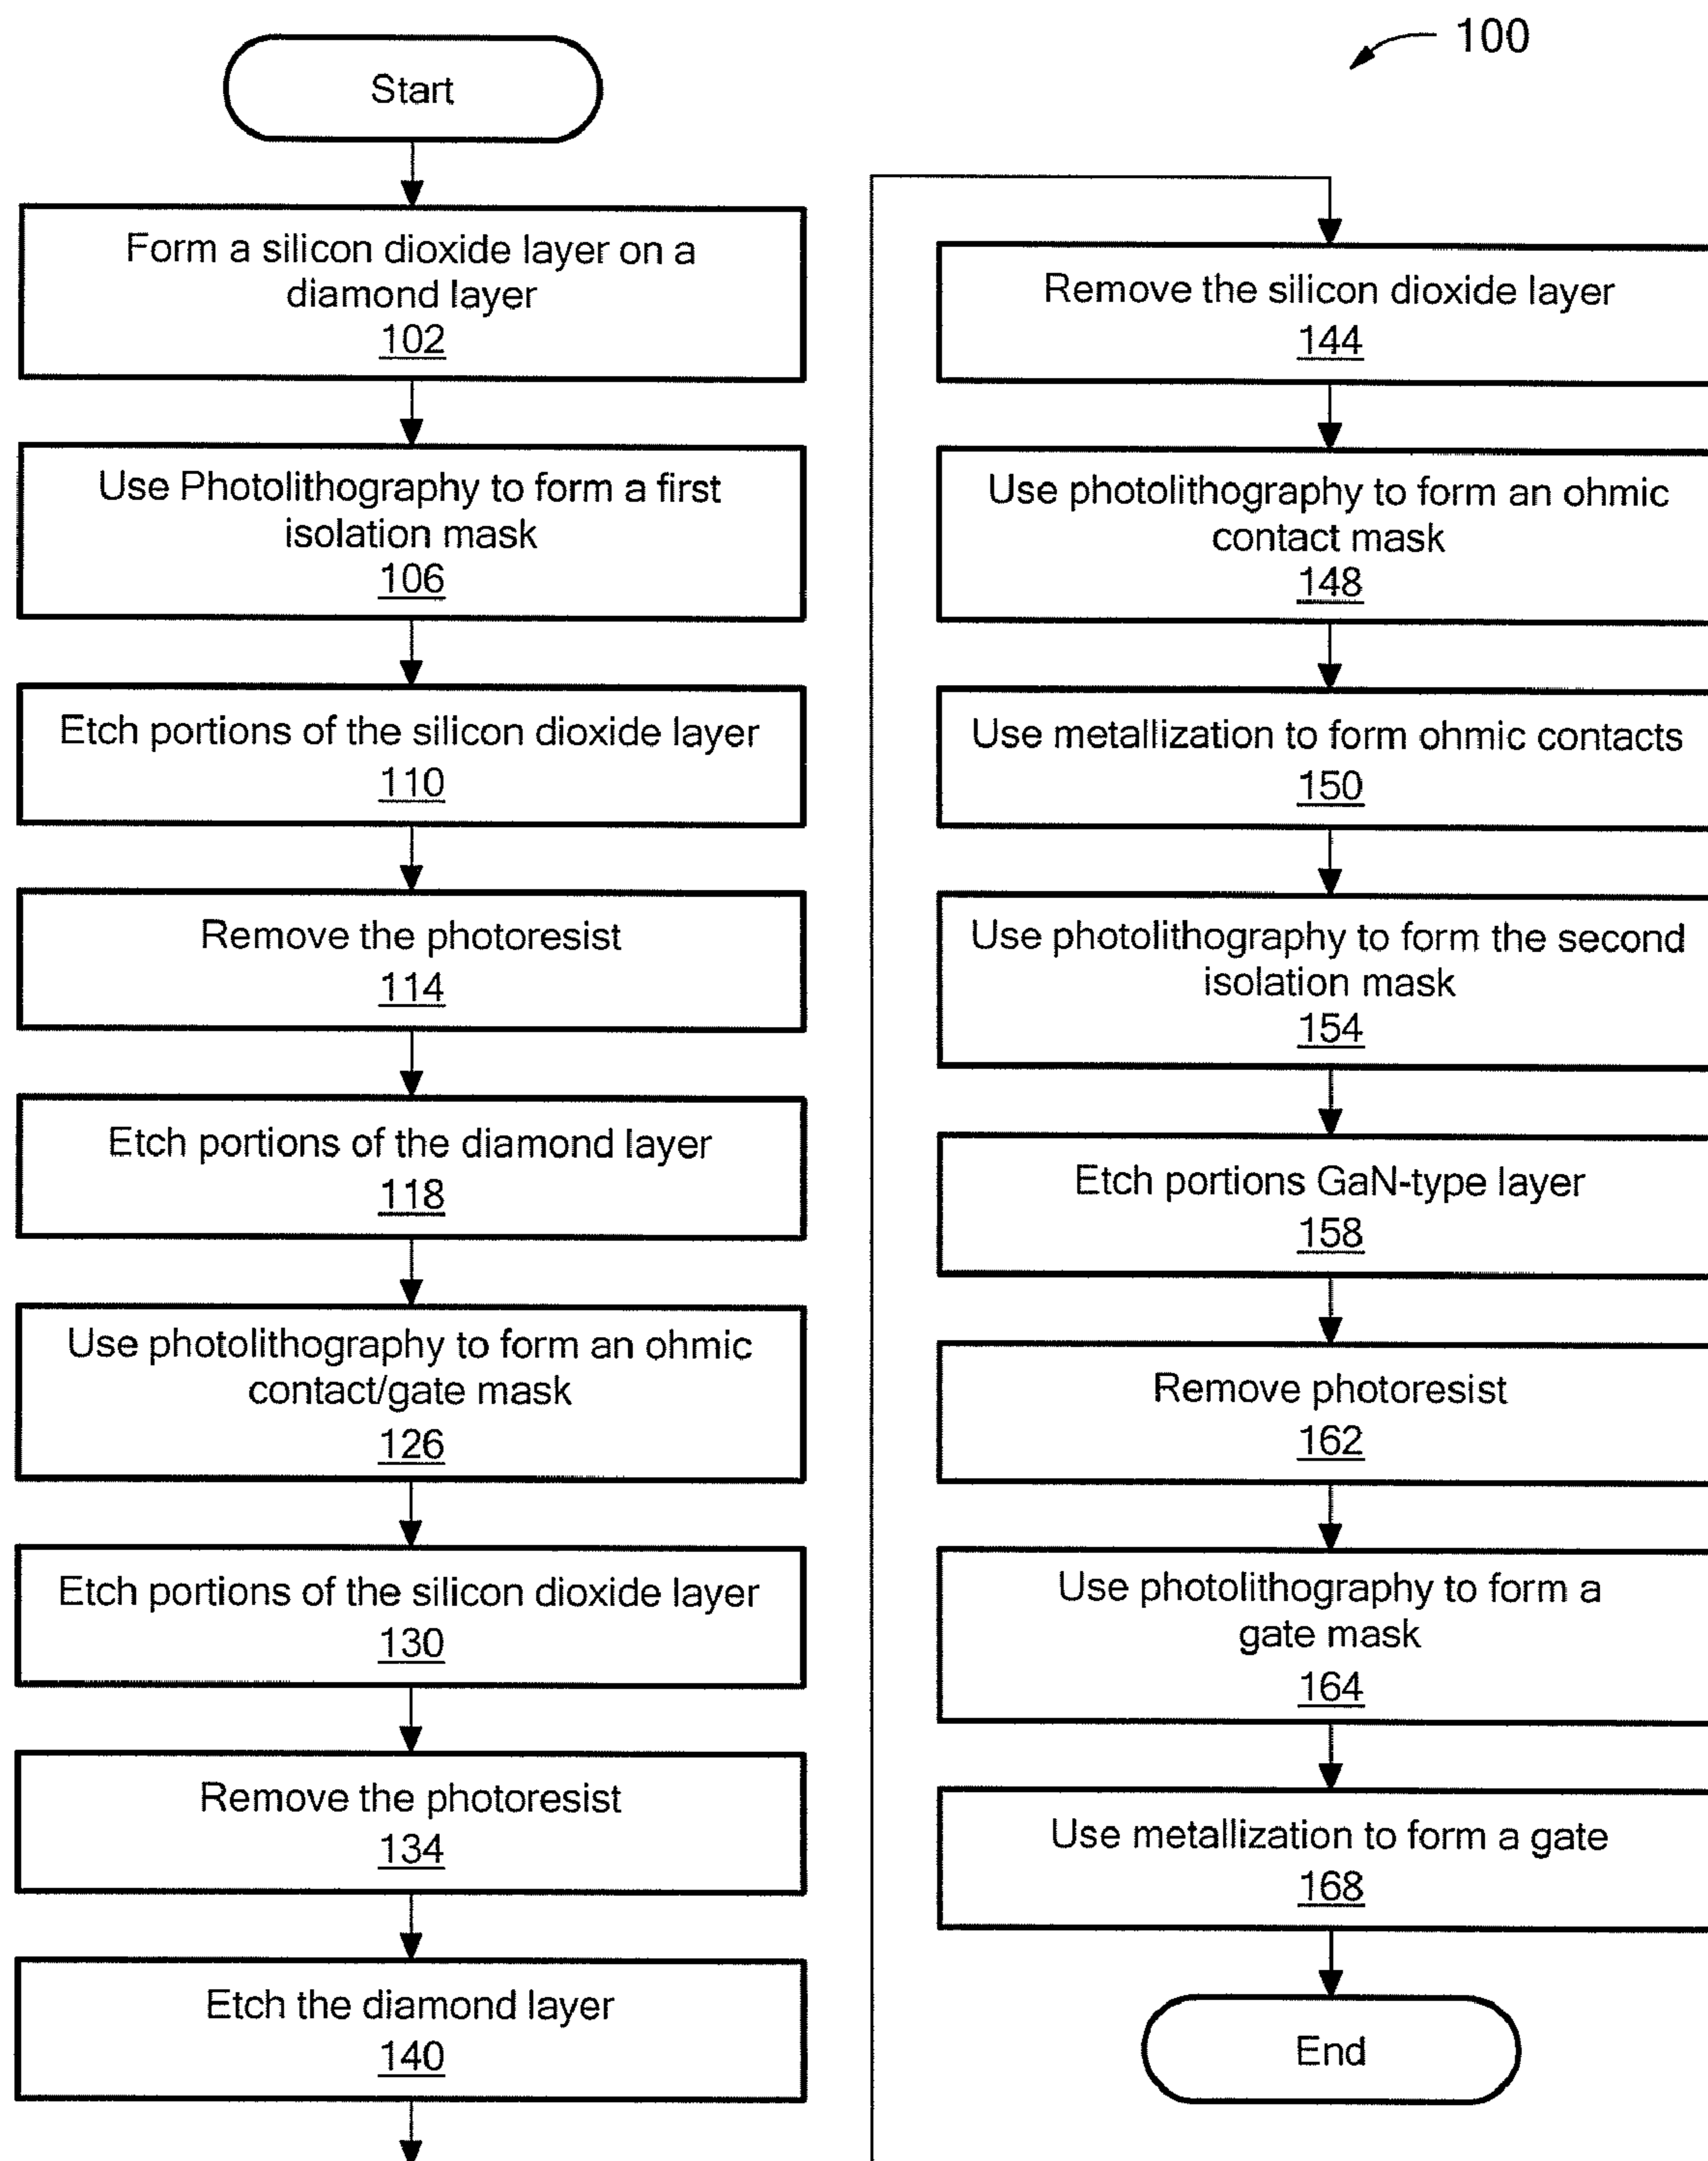 100
Start
Form a silicon dioxide layer on a
diamond layer
102
Use Photolithography to form a first
isolation mask
106
Etch portions of the silicon dioxide layer
110
Remove the photoresist
114
Etch portions of the diamond layer
118
Use photolithography to form an ohmic
contact/gate mask
126
Etch portions of the silicon dioxide layer
130
Remove the photoresist
134
Etch the diamond layer
140
Remove the silicon dioxide layer
144
Use photolithography to form an ohmic
contact mask
148
Use metallization to form ohmic contacts
150
Use photolithography to form the second
isolation mask
154
Etch portions GaN-type layer
158
Remove photoresist
162
Use photolithography to form a
gate mask
164
Use metallization to form a gate
168
End